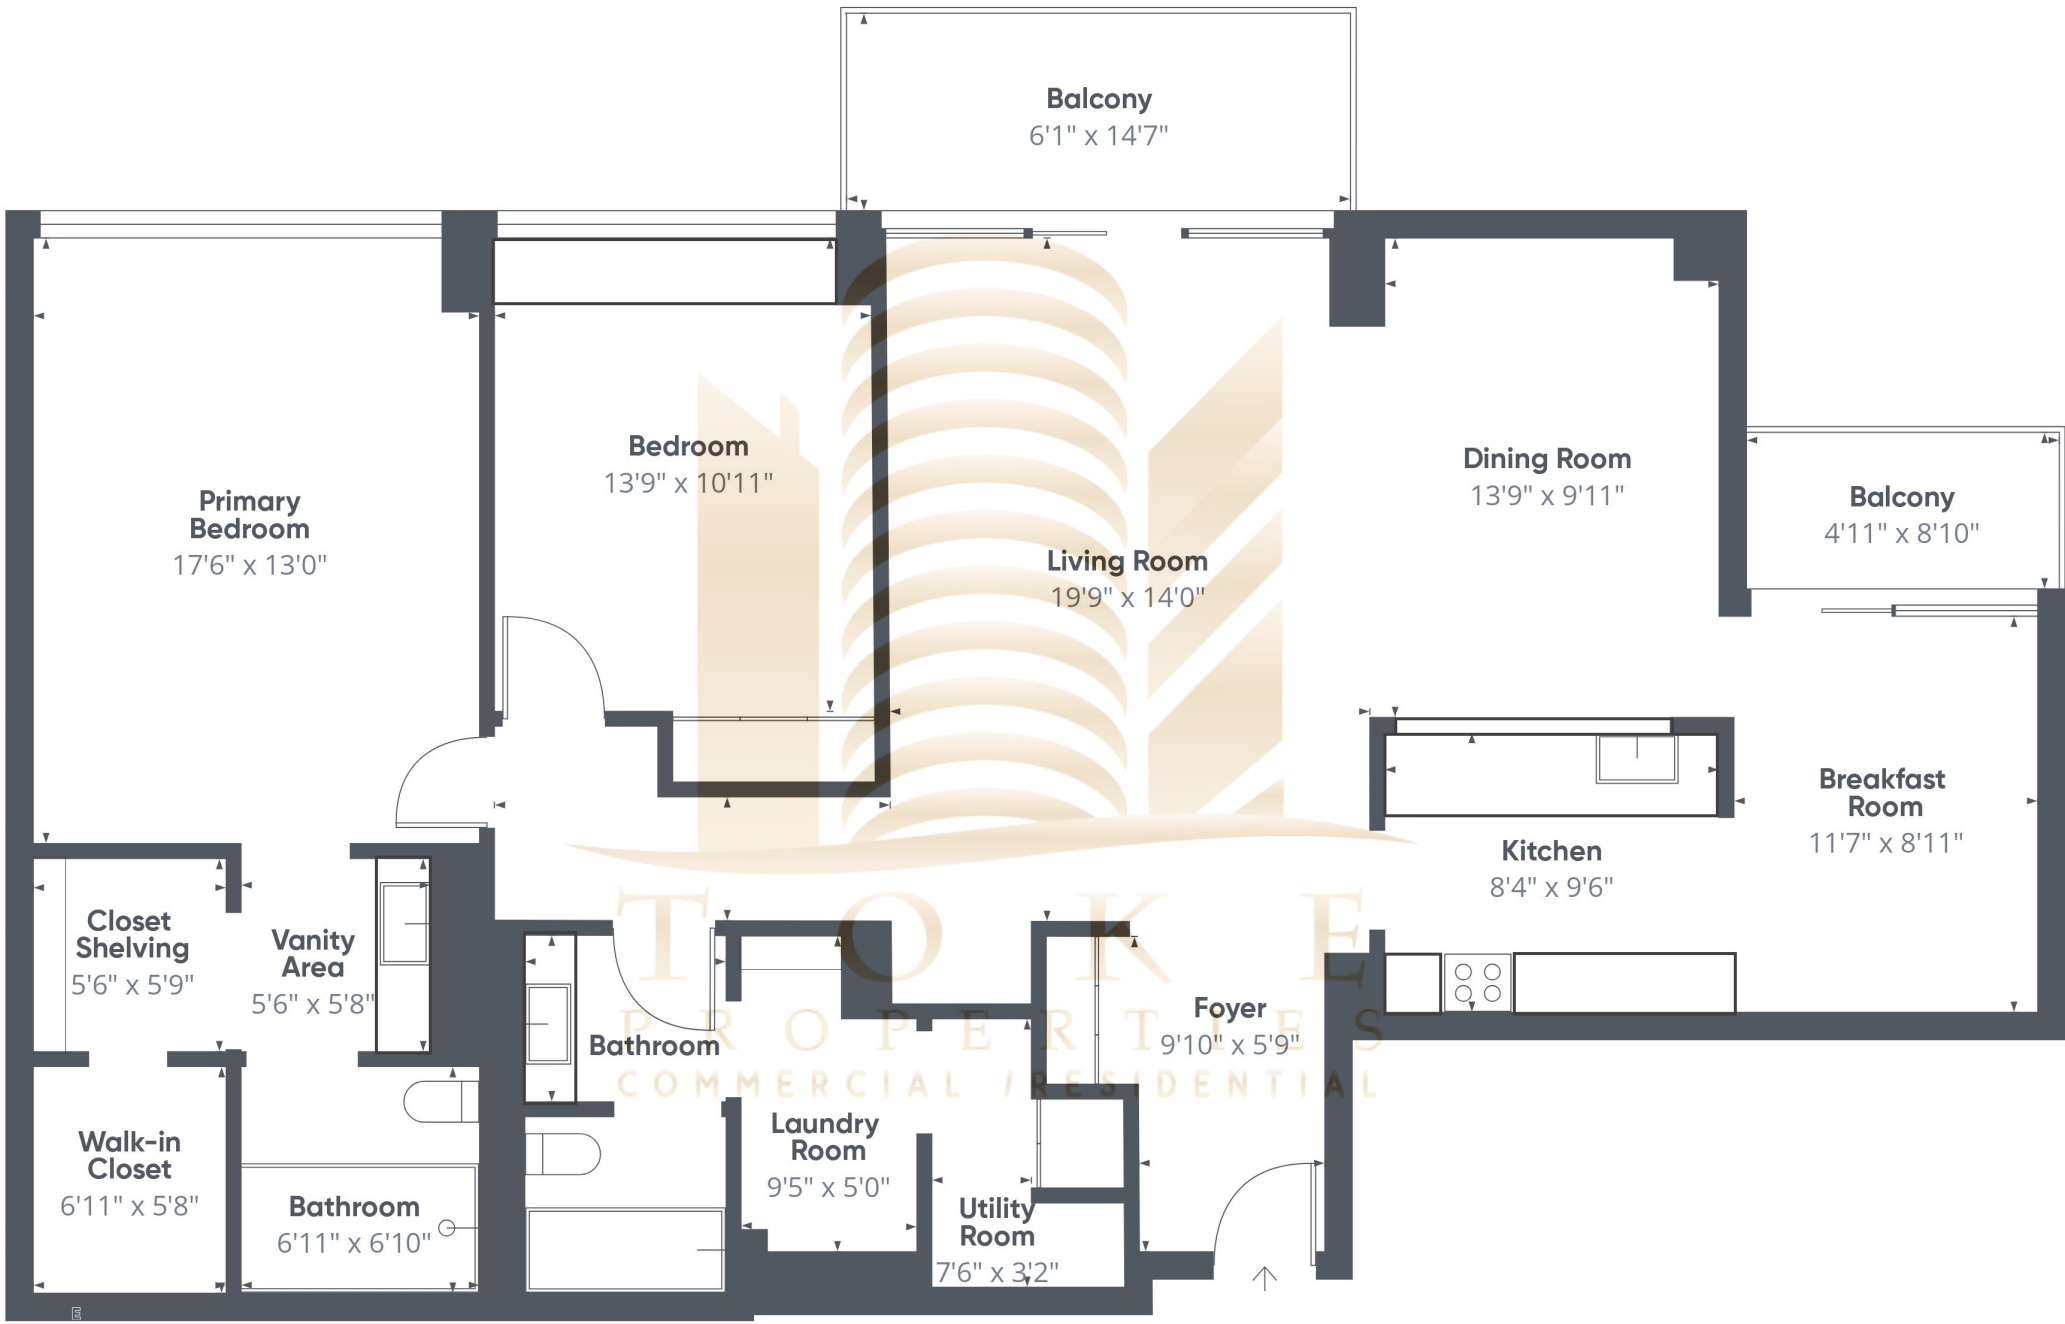 Balcony
6'1" x 14'7"
Bedroom
13'9" x 10'11"
Dining Room
13'9" x 9'11"
Primary
Bedroom
17'6" x 13'0"
Balcony
4'11" x 8'10"
Living Room
19'9" x 14'0"
Breakfast
Room
11'7" x 8'11"
Kitchen
8'4" x 9'6"
Closet
Shelving
5'6" x 5'9"
Vanity
Area
5'6" x 5'8"
TOKE
PROPERTIES
COMMERCIAL / RESIDENTIAL
Foyer
9'10" x 5'9"
Bathroom
Laundry
Room
9'5" x 5'0"
Walk-in
Closet
6'11" x 5'8"
Bathroom
6'11" x 6'10"
Utility
Room
7'6" x 3'2"
E